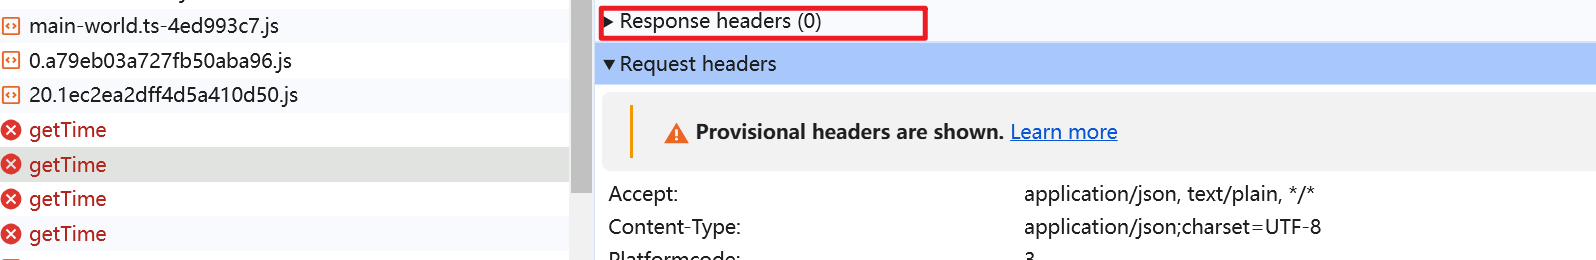 main-world.ts-4ed993c7.js
0.a79eb03a727fb50aba96.js
20.1ec2ea2dff4d5a410d50.js
getTime
getTime
getTime
getTime
Response headers (0)
Request headers
Provisional headers are shown. Learn more
Accept: application/json, text/plain, */*
Content-Type: application/json;charset=UTF-8
Platformcode: 3